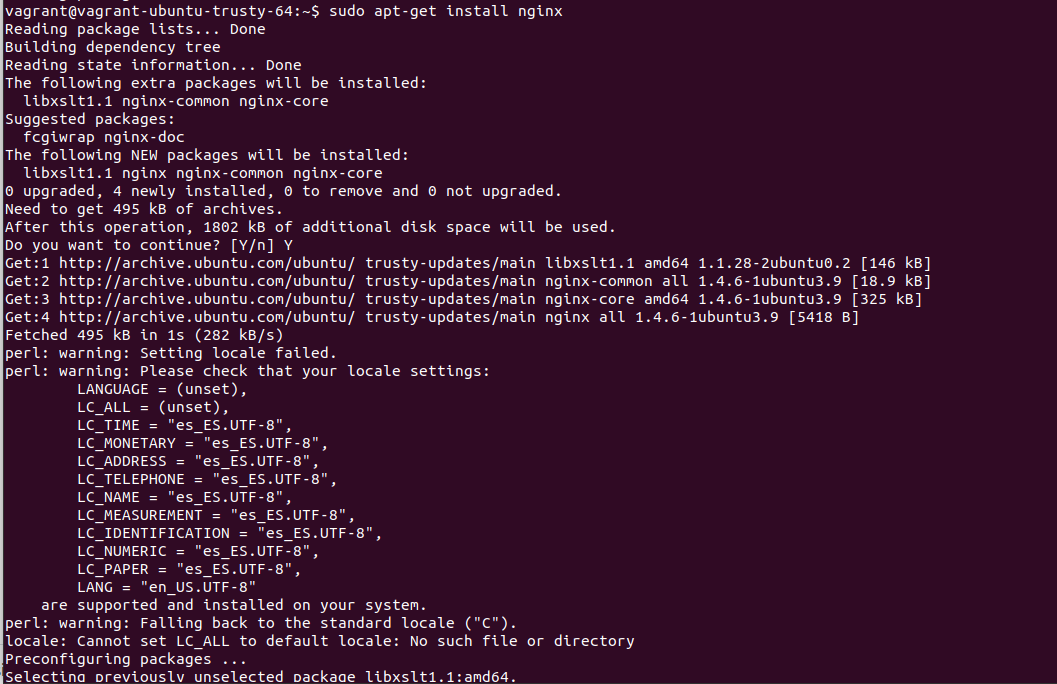 vagrant@vagrant-ubuntu-trusty-64:~$ sudo apt-get install nginx
Reading package lists... Done
Building dependency tree
Reading state information... Done
The following extra packages will be installed:
  libxslt1.1 nginx-common nginx-core
Suggested packages:
  fcgiwrap nginx-doc
The following NEW packages will be installed:
  libxslt1.1 nginx nginx-common nginx-core
0 upgraded, 4 newly installed, 0 to remove and 0 not upgraded.
Need to get 495 kB of archives.
After this operation, 1802 kB of additional disk space will be used.
Do you want to continue? [Y/n] Y
Get:1 http://archive.ubuntu.com/ubuntu/ trusty-updates/main libxslt1.1 amd64 1.1.28-2ubuntu0.2 [146 kB]
Get:2 http://archive.ubuntu.com/ubuntu/ trusty-updates/main nginx-common all 1.4.6-1ubuntu3.9 [18.9 kB]
Get:3 http://archive.ubuntu.com/ubuntu/ trusty-updates/main nginx-core amd64 1.4.6-1ubuntu3.9 [325 kB]
Get:4 http://archive.ubuntu.com/ubuntu/ trusty-updates/main nginx all 1.4.6-1ubuntu3.9 [5418 B]
Fetched 495 kB in 1s (282 kB/s)
perl: warning: Setting locale failed.
perl: warning: Please check that your locale settings:
        LANGUAGE = (unset),
        LC_ALL = (unset),
        LC_TIME = "es_ES.UTF-8",
        LC_MONETARY = "es_ES.UTF-8",
        LC_ADDRESS = "es_ES.UTF-8",
        LC_TELEPHONE = "es_ES.UTF-8",
        LC_NAME = "es_ES.UTF-8",
        LC_MEASUREMENT = "es_ES.UTF-8",
        LC_IDENTIFICATION = "es_ES.UTF-8",
        LC_NUMERIC = "es_ES.UTF-8",
        LC_PAPER = "es_ES.UTF-8",
        LANG = "en_US.UTF-8"
    are supported and installed on your system.
perl: warning: Falling back to the standard locale ("C").
locale: Cannot set LC_ALL to default locale: No such file or directory
Preconfiguring packages ...
Selecting previously unselected package libxslt1.1:amd64.